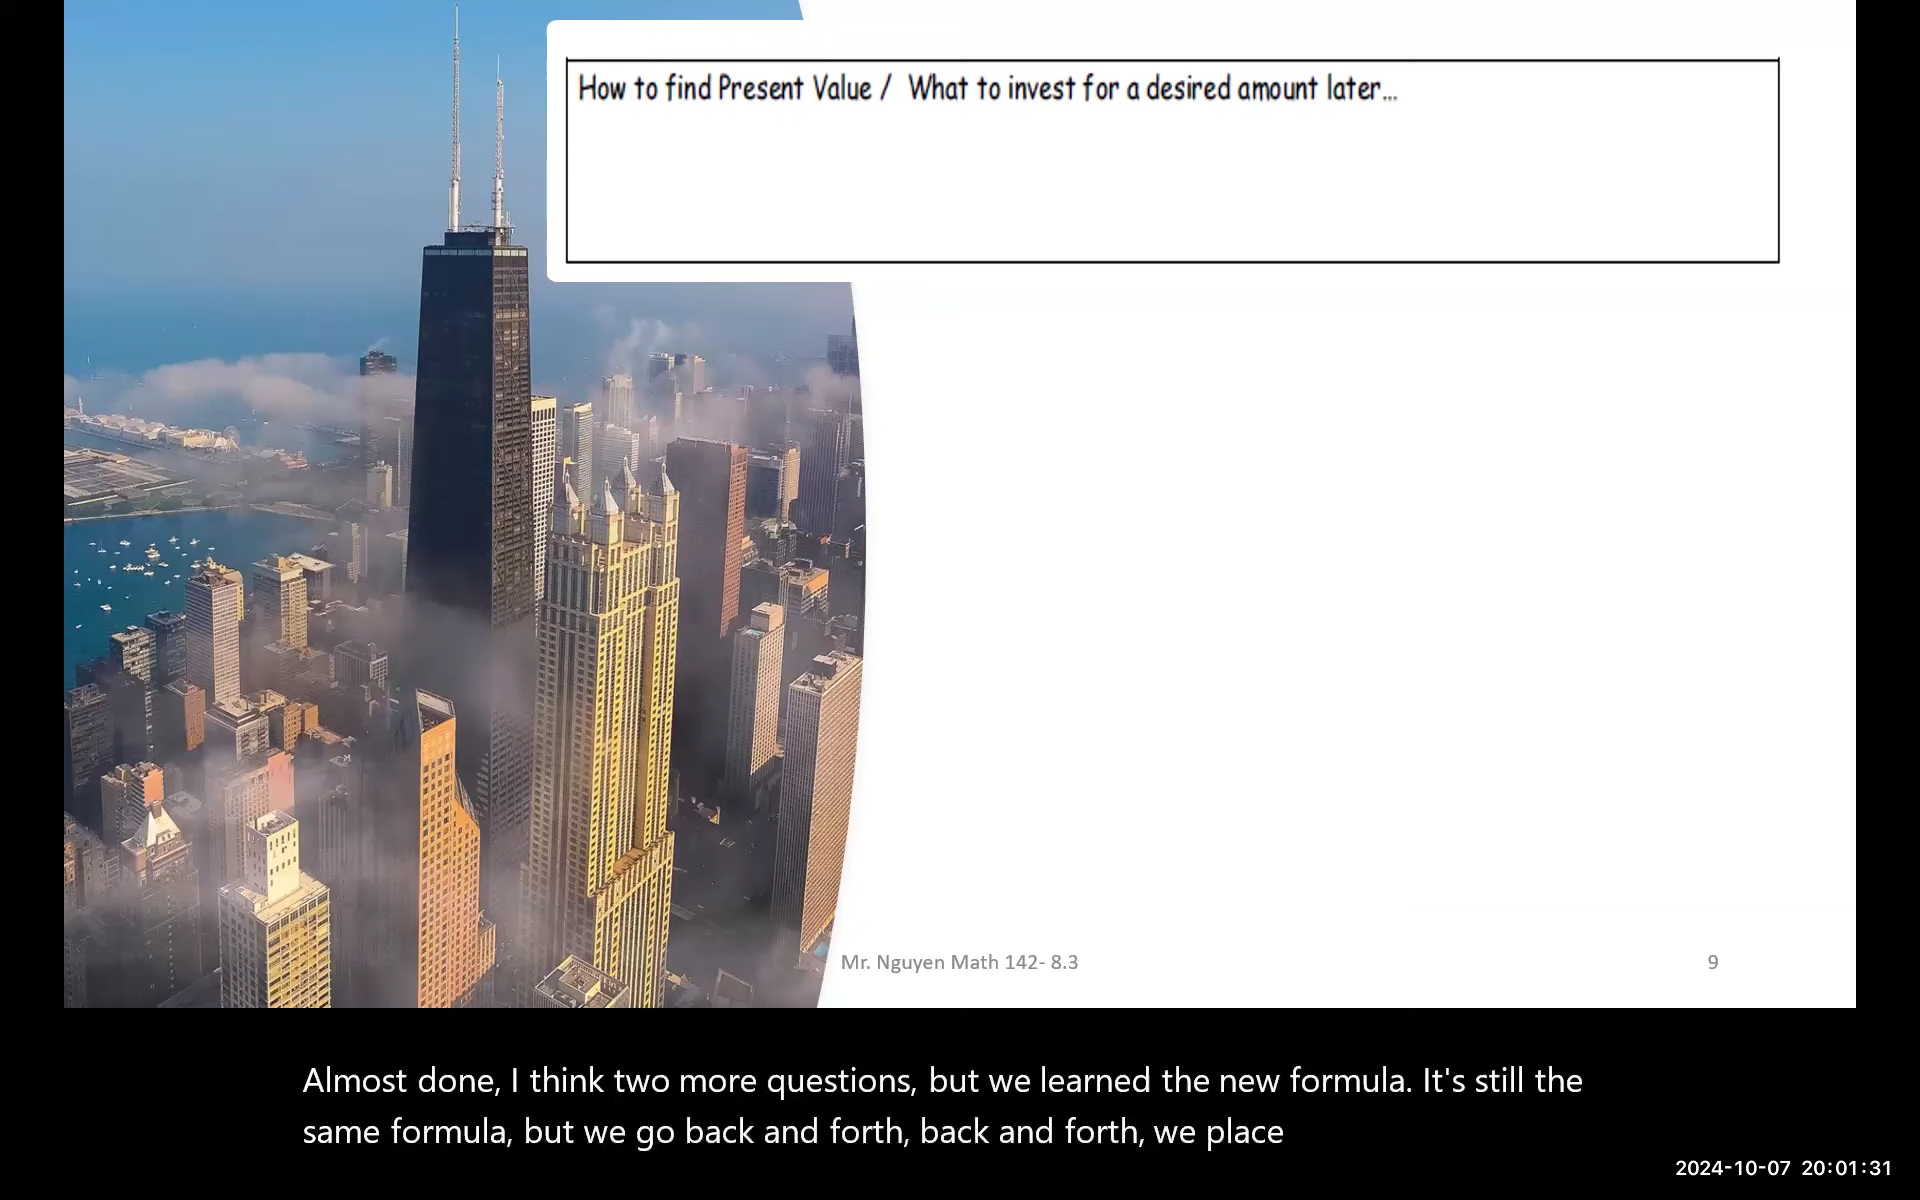 How to find Present Value / What to invest for a desired amount later...
Mr. Nguyen Math 142- 8.3
9
Almost done, I think two more questions, but we learned the new formula. It's still the
same formula, but we go back and forth, back and forth, we place
2024-10-07 20:01:31